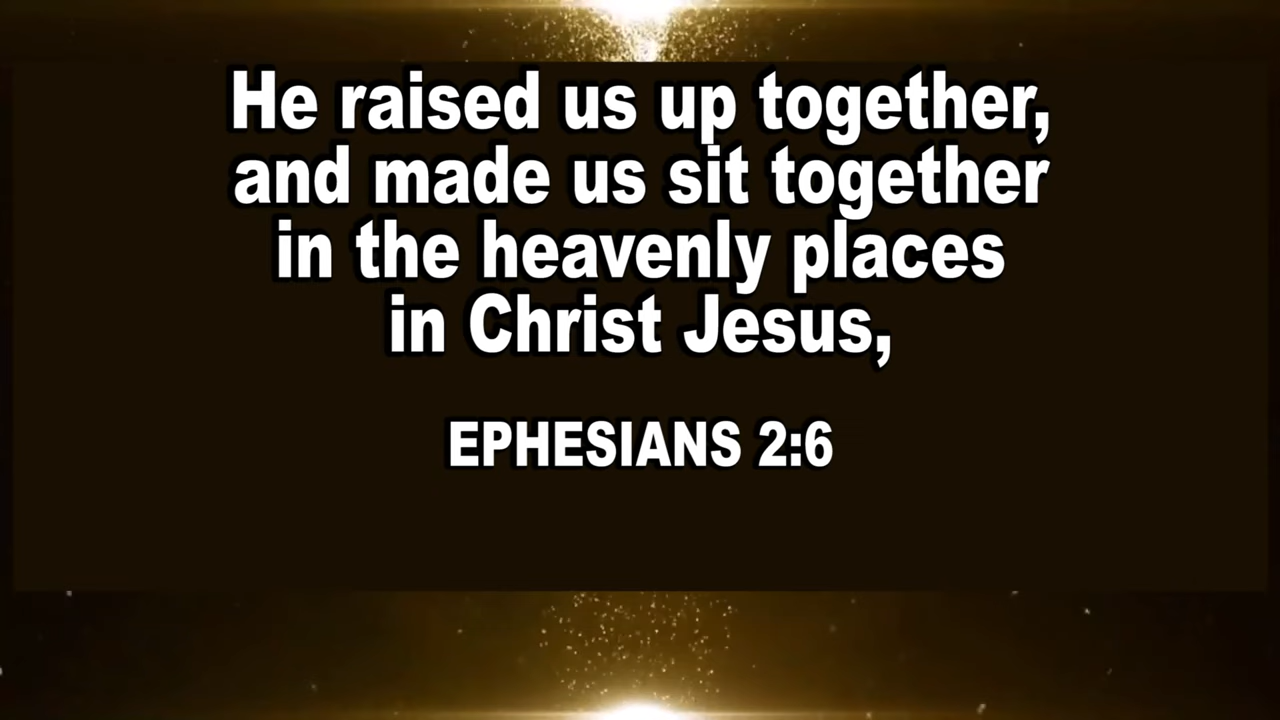 He raised us up together,
and made us sit together
in the heavenly places
in Christ Jesus,
EPHESIANS 2:6